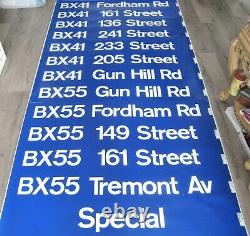 BX41 Fordham Rd
BX41 161 Street
BX41 136 Street
BX41 241 Street
BX41 233 Street
BX41 205 Street
BX41 Gun Hill Rd
BX55 Gun Hill Rd
BX55 Fordham Rd
BX55 149 Street
BX55 161 Street
BX55 Tremont Av
Special